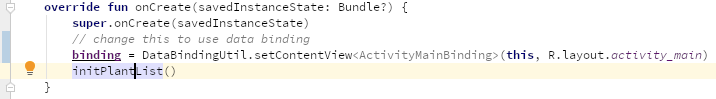 override fun onCreate(savedInstanceState: Bundle?) {
super.onCreate(savedInstanceState)
// change this to use data binding
binding = DataBindingUtil.setContentView<ActivityMainBinding>(this, R.layout.activity_main)
initPlantList()
}